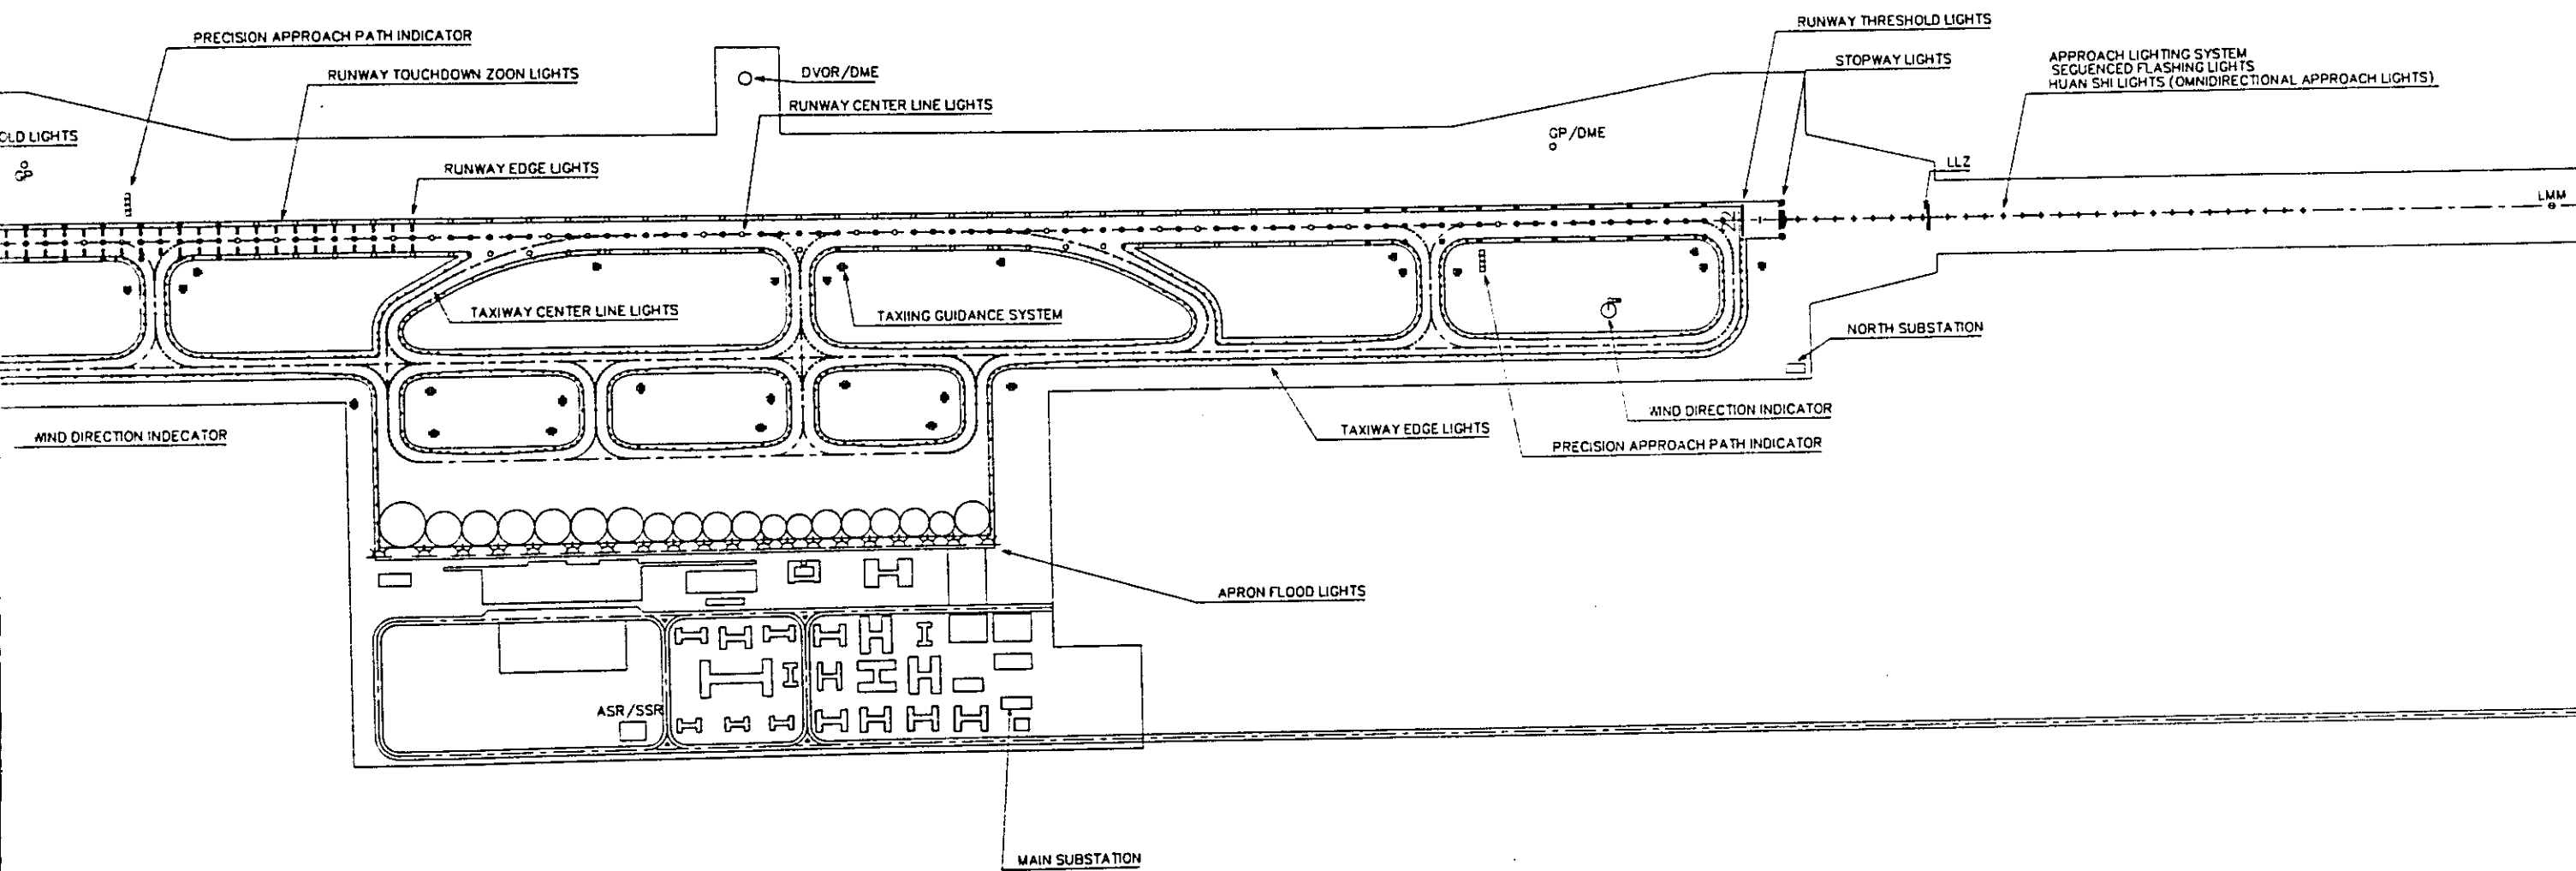 RUNWAY THRESHOLD LIGHTS
PRECISION APPROACH PATH INDICATOR
APPROACH LIGHTING SYSTEM
SEGUENCED FLASHING LIGHTS
HUAN SHI LIGHTS (OMNIDIRECTIONAL APPROACH LIGHTS)
STOPWAY LIGHTS
RUNWAY TOUCHDOWN ZOON LIGHTS
DVOR/DME
RUNWAY CENTER LINE LIGHTS
OLD LIGHTS
GP/DME
GP
RUNWAY EDGE LIGHTS
LLZ
LMM
TAXIWAY CENTER LINE LIGHTS
TAXIING GUIDANCE SYSTEM
NORTH SUBSTATION
WIND DIRECTION INDICATOR
WIND DIRECTION INDECATOR
TAXIWAY EDGE LIGHTS
PRECISION APPROACH PATH INDICATOR
APRON FLOOD LIGHTS
ASR/SSR
MAIN SUBSTATION